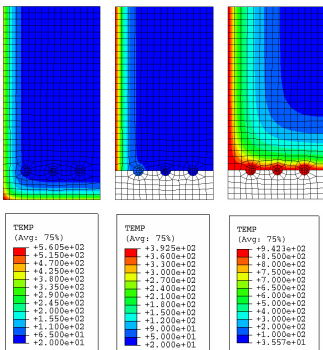 TEMP
(Avg: 75%)
+5.605e+02
+5.150e+02
+4.700e+02
+4.250e+02
+3.800e+02
+3.350e+02
+2.900e+02
+2.450e+02
+2.000e+02
+1.550e+02
+1.100e+02
+6.500e+01
+2.000e+01
TEMP
(Avg: 75%)
+3.925e+02
+3.600e+02
+3.300e+02
+3.000e+02
+2.700e+02
+2.400e+02
+2.100e+02
+1.800e+02
+1.500e+02
+1.200e+02
+9.000e+01
+5.000e+01
+2.000e+01
TEMP
(Avg: 75%)
+9.423e+02
+8.500e+02
+8.000e+02
+7.500e+02
+7.000e+02
+6.000e+02
+5.000e+02
+4.000e+02
+3.000e+02
+2.000e+02
+1.000e+02
+3.557e+01